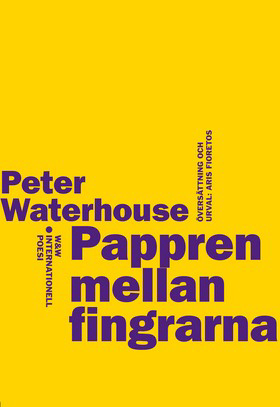 Peter
Waterhouse
ÖVERSÄTTNING OCH
URVAL: ARIS FIORETOS
W&W
INTERNATIONELL
POESI
Pappren
mellan
fingrarna